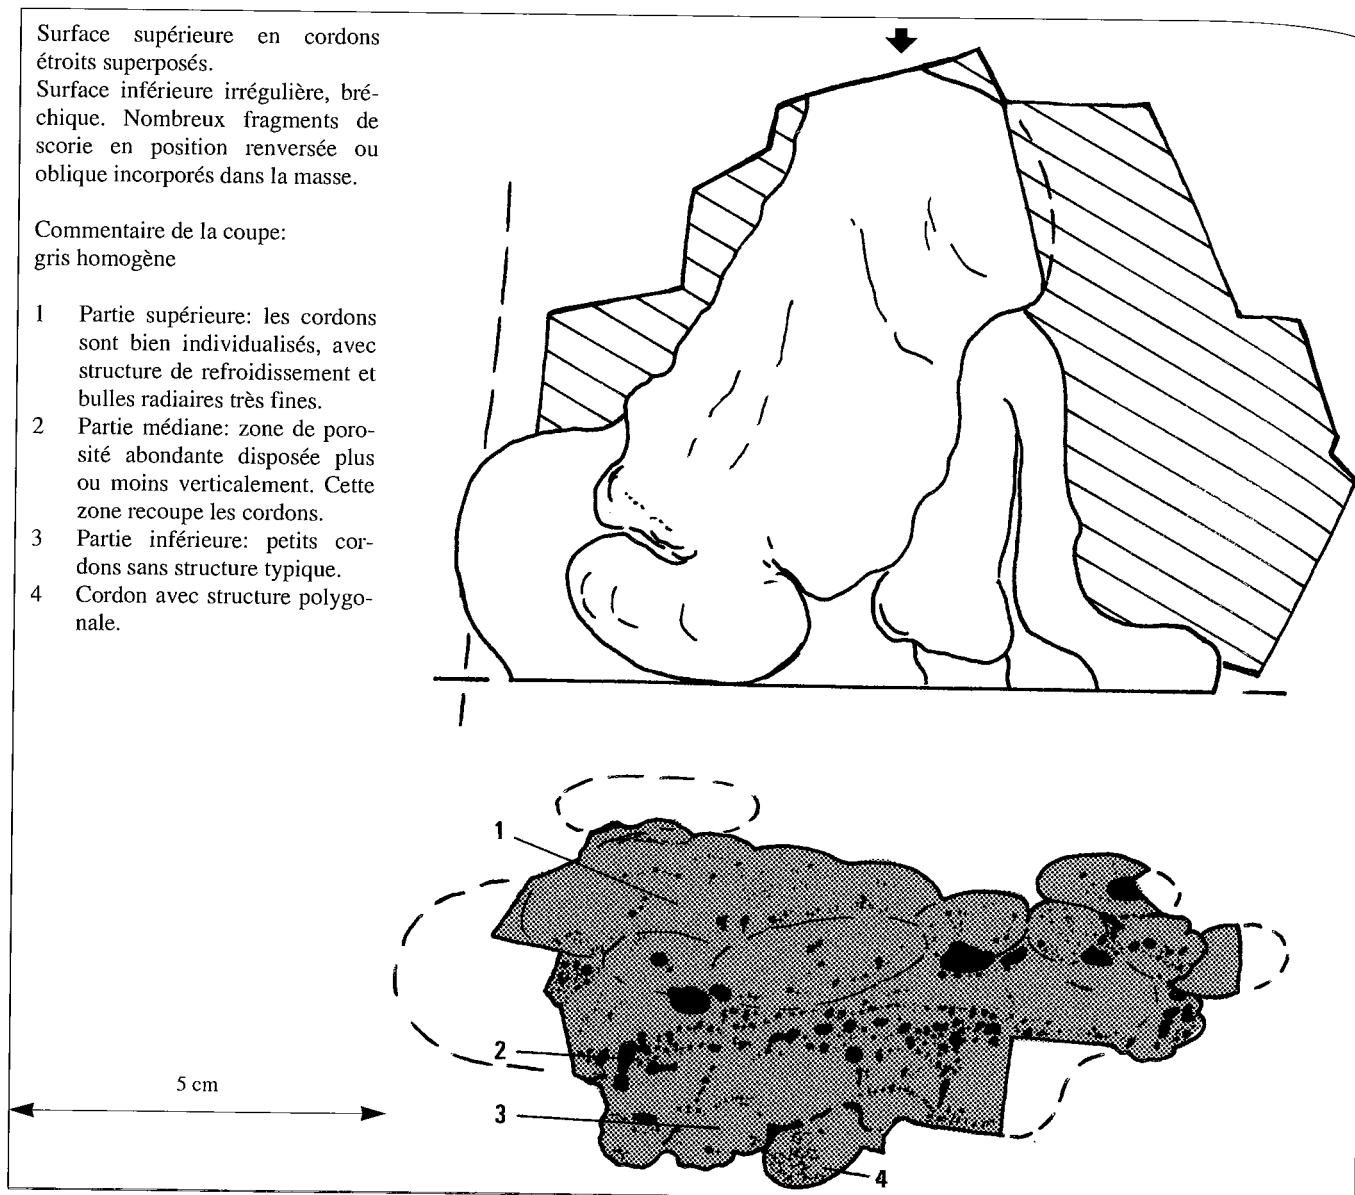 Surface supérieure en cordons
étroits superposés.
Surface inférieure irrégulière, bré-
chique. Nombreux fragments de
scorie en position renversée ou
oblique incorporés dans la masse.
Commentaire de la coupe:
gris homogène
1 Partie supérieure: les cordons
sont bien individualisés, avec
structure de refroidissement et
bulles radiaires très fines.
2 Partie médiane: zone de poro-
sité abondante disposée plus
ou moins verticalement. Cette
zone recoupe les cordons.
3 Partie inférieure: petits cor-
dons sans structure typique.
4 Cordon avec structure polygo-
nale.
1
2
5 cm
3
4